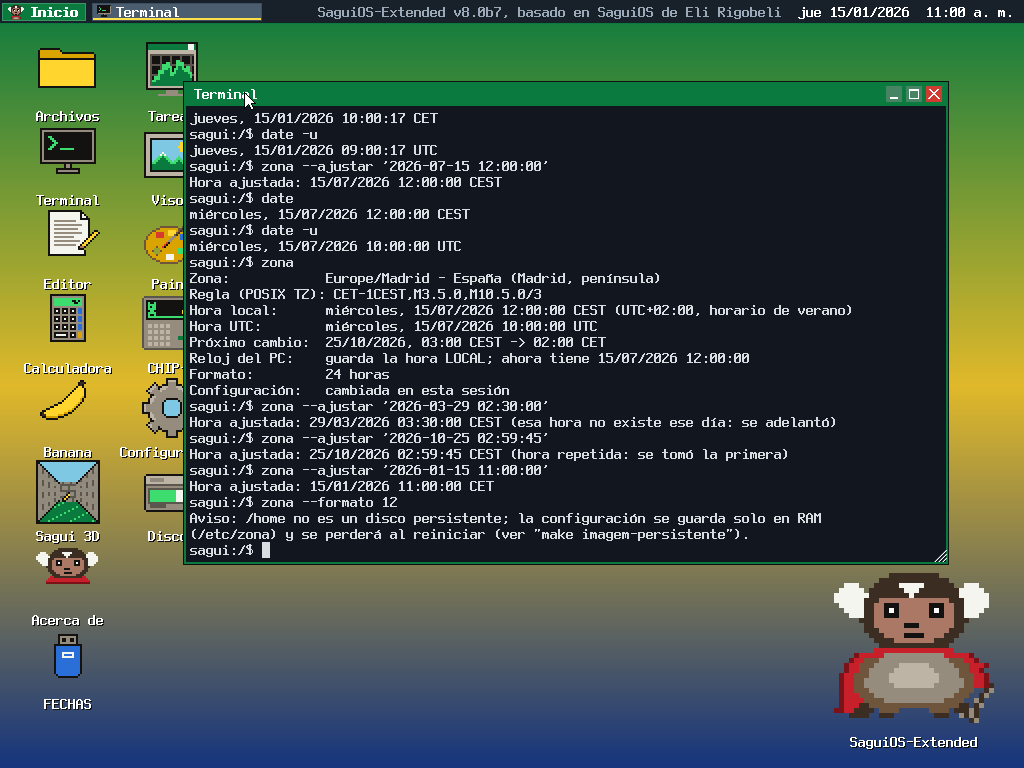 Inicio
Terminal
SaguiOS-Extended v8.0b7, basado en SaguiOS de Eli Rigobeli
jue 15/01/2026 11:00 a. m.
Archivos
Terminal
Editor
Calculadora
Banana
Sagui 3D
Acerca de
FECHAS
Tarea
Viso
Pain
CHIP
Configur
Disco
Terminal
jueves, 15/01/2026 10:00:17 CET
sagui:/$ date -u
jueves, 15/01/2026 09:00:17 UTC
sagui:/$ zona --ajustar '2026-07-15 12:00:00'
Hora ajustada: 15/07/2026 12:00:00 CEST
sagui:/$ date
miércoles, 15/07/2026 12:00:00 CEST
sagui:/$ date -u
miércoles, 15/07/2026 10:00:00 UTC
sagui:/$ zona
Zona: Europe/Madrid - España (Madrid, península)
Regla (POSIX TZ): CET-1CEST,M3.5.0,M10.5.0/3
Hora local: miércoles, 15/07/2026 12:00:00 CEST (UTC+02:00, horario de verano)
Hora UTC: miércoles, 15/07/2026 10:00:00 UTC
Próximo cambio: 25/10/2026, 03:00 CEST -> 02:00 CET
Reloj del PC: guarda la hora LOCAL; ahora tiene 15/07/2026 12:00:00
Formato: 24 horas
Configuración: cambiada en esta sesión
sagui:/$ zona --ajustar '2026-03-29 02:30:00'
Hora ajustada: 29/03/2026 03:30:00 CEST (esa hora no existe ese día: se adelantó)
sagui:/$ zona --ajustar '2026-10-25 02:59:45'
Hora ajustada: 25/10/2026 02:59:45 CEST (hora repetida: se tomó la primera)
sagui:/$ zona --ajustar '2026-01-15 11:00:00'
Hora ajustada: 15/01/2026 11:00:00 CET
sagui:/$ zona --formato 12
Aviso: /home no es un disco persistente; la configuración se guarda solo en RAM
(/etc/zona) y se perderá al reiniciar (ver "make imagem-persistente").
sagui:/$
SaguiOS-Extended